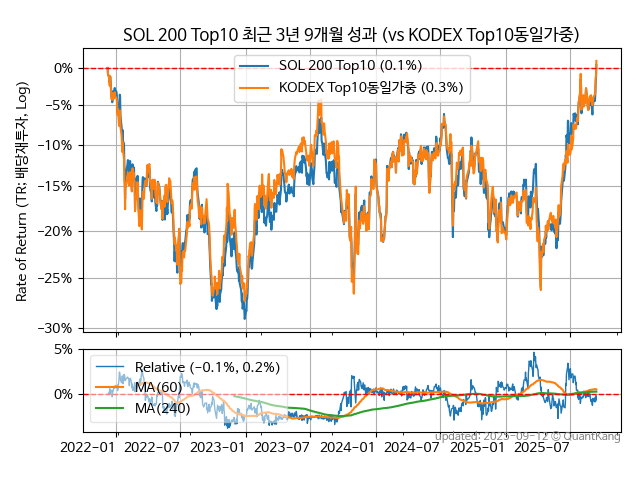 SOL 200 Top10 최근 3년 9개월 성과 (vs KODEX Top10동일가중)
Rate of Return (TR: 배당재투자, Log)
0%
−5%
−10%
−15%
−20%
−25%
−30%
SOL 200 Top10 (0.1%)
KODEX Top10동일가중 (0.3%)
5%
0%
Relative (−0.1%, 0.2%)
MA(60)
MA(240)
2022−01 2022−07 2023−01 2023−07 2024−01 2024−07 2025−01 2025−07
updated: 2025−09−12 © QuantKang